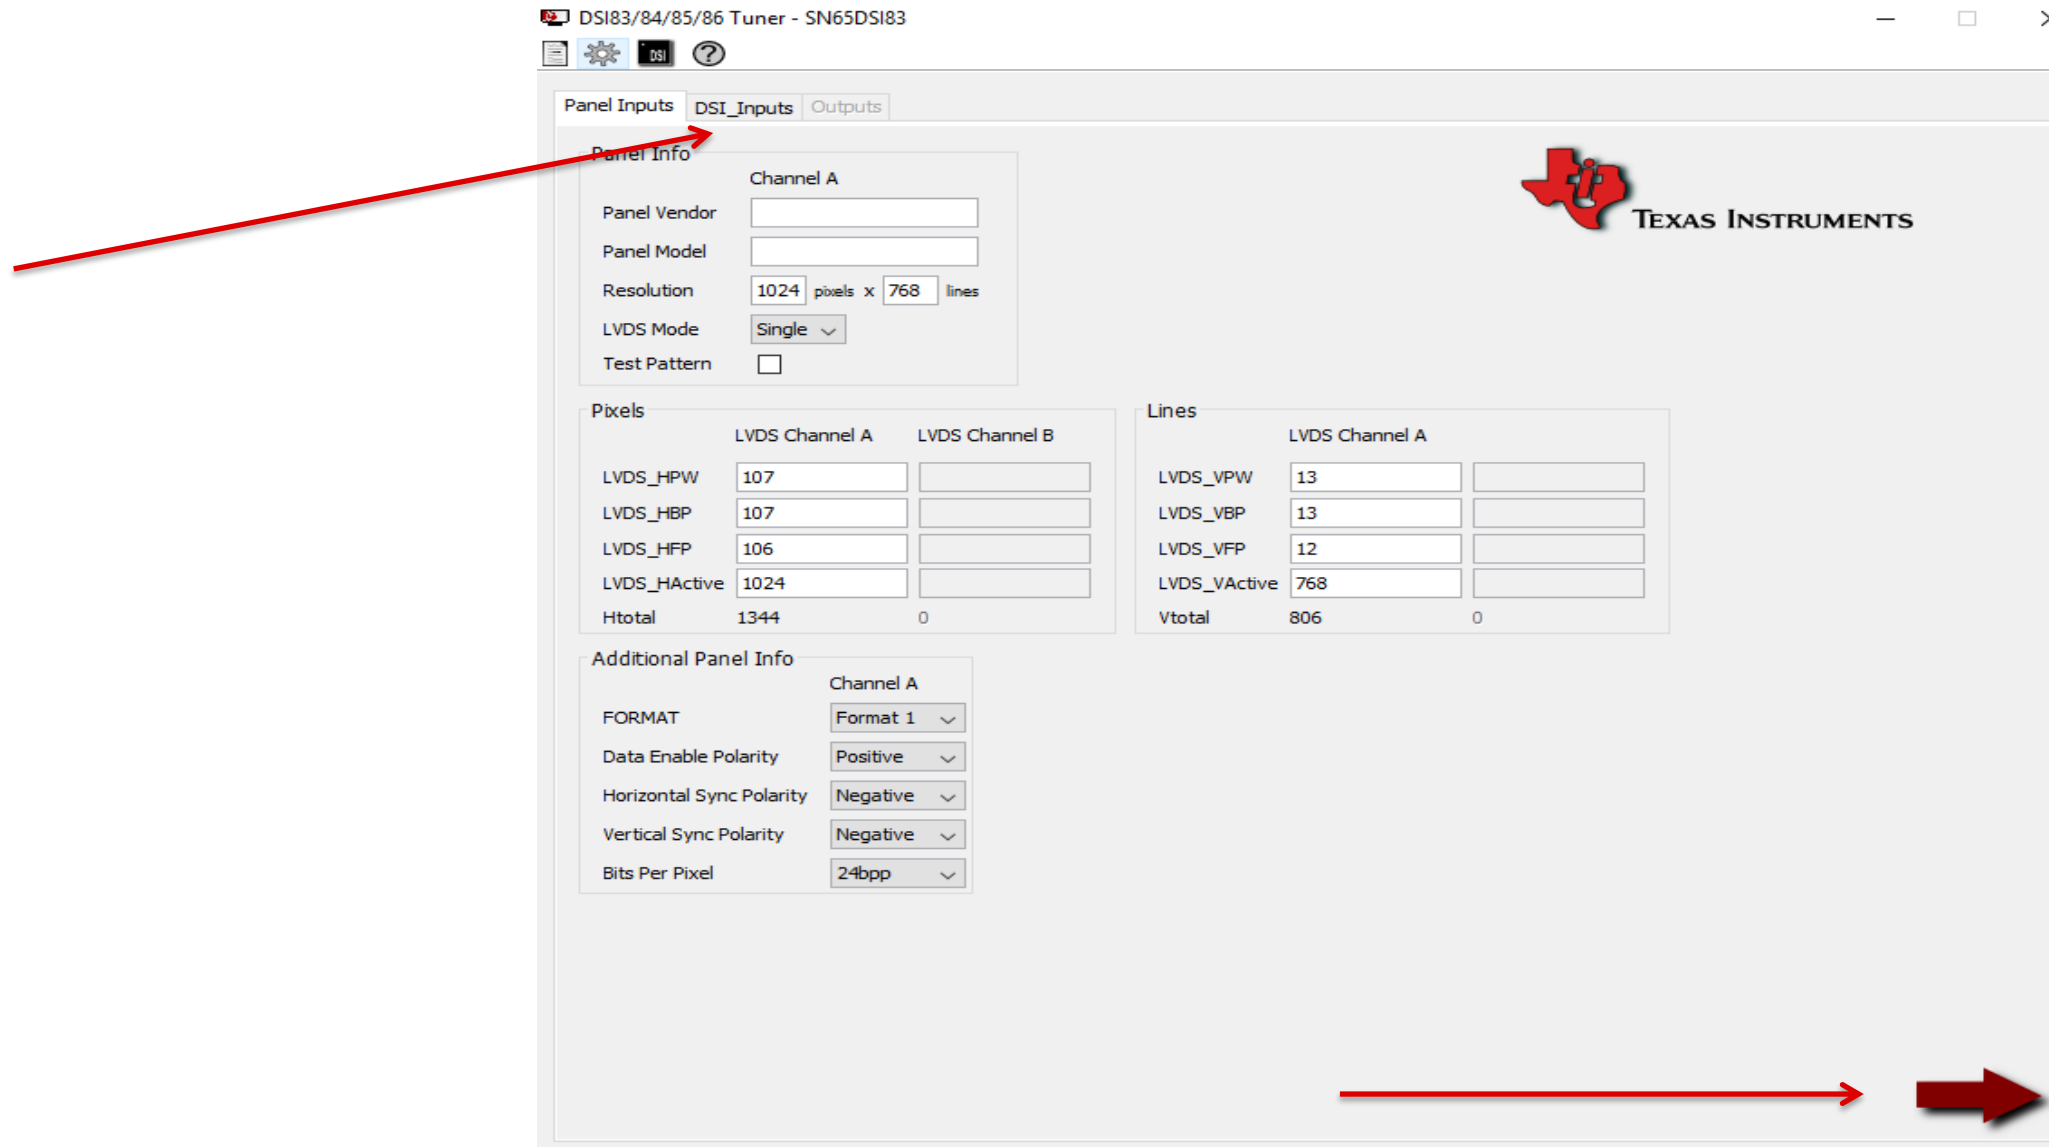 DSI83/84/85/86 Tuner - SN65DSI83
DSI
Panel Inputs DSI_Inputs Outputs
Panel Info
Channel A
Panel Vendor
Panel Model
Resolution 1024 pixels x 768 lines
LVDS Mode Single
Test Pattern
TEXAS INSTRUMENTS
Pixels
LVDS Channel A LVDS Channel B
LVDS_HPW 107
LVDS_HBP 107
LVDS_HFP 106
LVDS_HActive 1024
Htotal 1344 0
Lines
LVDS Channel A
LVDS_VPW 13
LVDS_VBP 13
LVDS_VFP 12
LVDS_VActive 768
Vtotal 806 0
Additional Panel Info
Channel A
FORMAT Format 1
Data Enable Polarity Positive
Horizontal Sync Polarity Negative
Vertical Sync Polarity Negative
Bits Per Pixel 24bpp